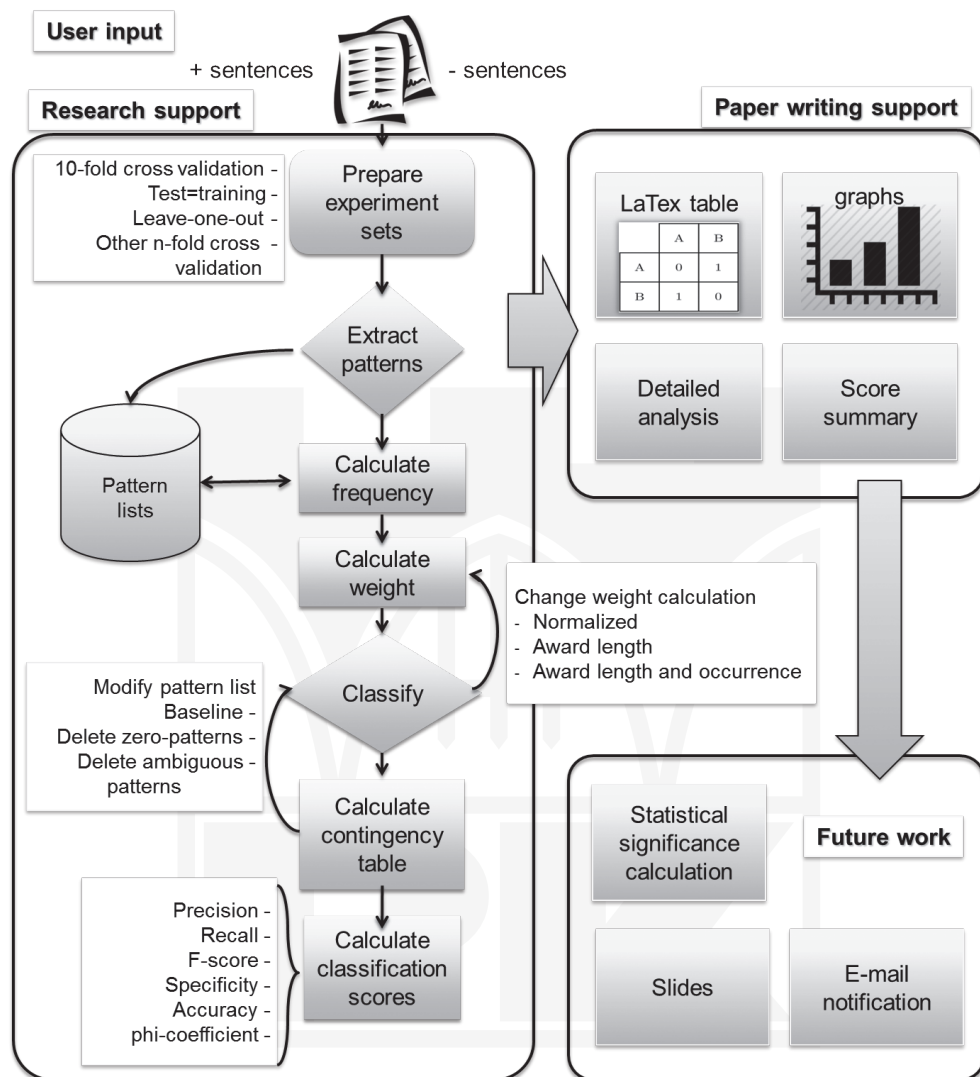 User input
+ sentences
- sentences
Research support
10-fold cross validation -
Test=training -
Leave-one-out -
Other n-fold cross -
validation
Prepare
experiment
sets
Extract
patterns
Pattern
lists
Calculate
frequency
Calculate
weight
Change weight calculation
- Normalized
- Award length
- Award length and occurrence
Classify
Modify pattern list
Baseline -
Delete zero-patterns -
Delete ambiguous -
patterns
Calculate
contingency
table
Precision -
Recall -
F-score -
Specificity -
Accuracy -
phi-coefficient -
Calculate
classification
scores
Paper writing support
LaTex table
A B
A 0 1
B 1 0
graphs
Detailed
analysis
Score
summary
Future work
Statistical
significance
calculation
Slides
E-mail
notification